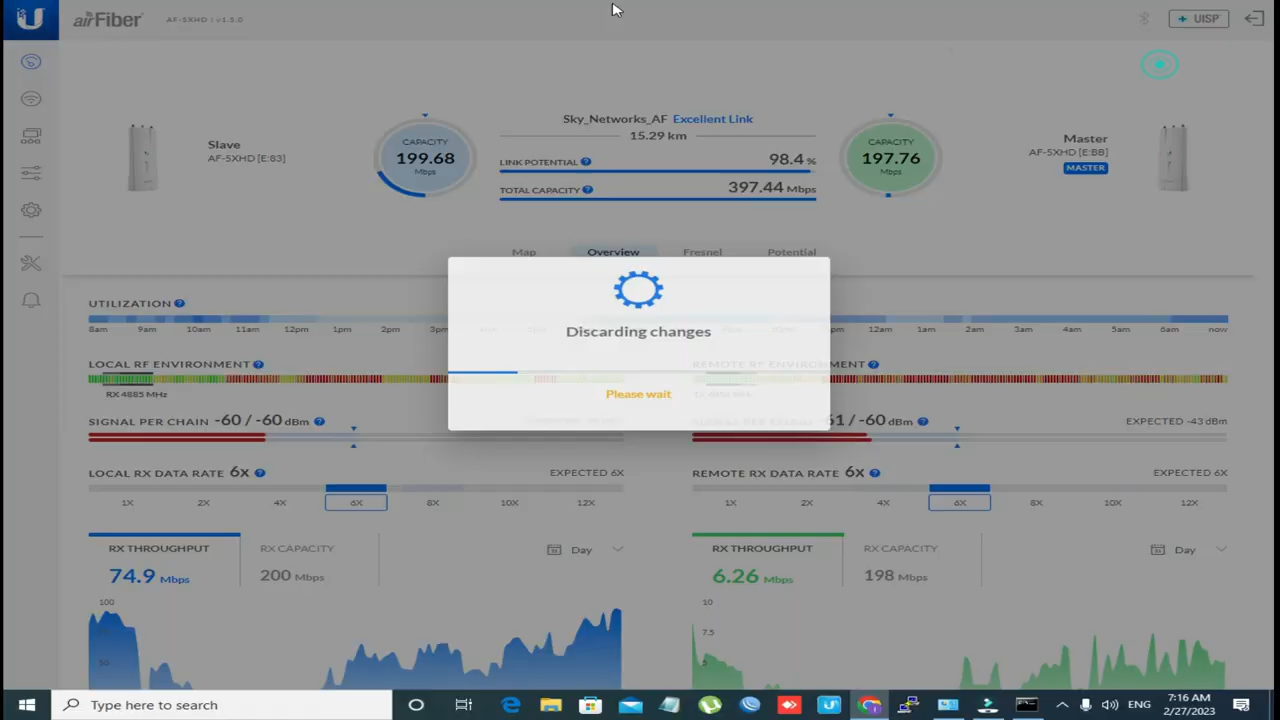 airFiber AF-5XHD | v1.5.0
UISP
Sky_Networks_AF Excellent Link
15.29 km
Slave
AF-5XHD [E:83]
CAPACITY
199.68
Mbps
LINK POTENTIAL 98.4 %
TOTAL CAPACITY 397.44 Mbps
CAPACITY
197.76
Mbps
Master
AF-5XHD [E:BB]
MASTER
Map Overview Fresnel Potential
Discarding changes
Please wait
UTILIZATION
8am 9am 10am 11am 12pm 1pm 2pm 3pm
12am 1am 2am 3am 4am 5am 6am now
LOCAL RF ENVIRONMENT
REMOTE RF ENVIRONMENT
RX 4885 MHz
SIGNAL PER CHAIN -60 / -60 dBm
/ -60 dBm EXPECTED -43 dBm
LOCAL RX DATA RATE 6x EXPECTED 6X
REMOTE RX DATA RATE 6x EXPECTED 6X
1X 2X 4X 6X 8X 10X 12X
1X 2X 4X 6X 8X 10X 12X
RX THROUGHPUT
74.9 Mbps
RX CAPACITY
200 Mbps
Day
RX THROUGHPUT
6.26 Mbps
RX CAPACITY
198 Mbps
Day
100
50
10
7.5
5
Type here to search
ENG
7:16 AM
2/27/2023